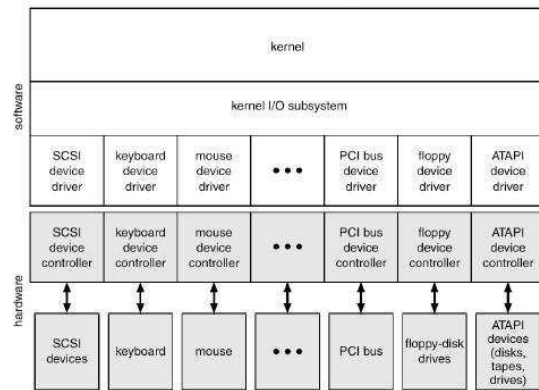 kernel
kernel I/O subsystem
software
SCSI
device
driver
keyboard
device
driver
mouse
device
driver
PCI bus
device
driver
floppy
device
driver
ATAPI
device
driver
hardware
SCSI
device
controller
keyboard
device
controller
mouse
device
controller
PCI bus
device
controller
floppy
device
controller
ATAPI
device
controller
SCSI
devices
keyboard
mouse
PCI bus
floppy-disk
drives
ATAPI
devices
(disks,
tapes,
drives)